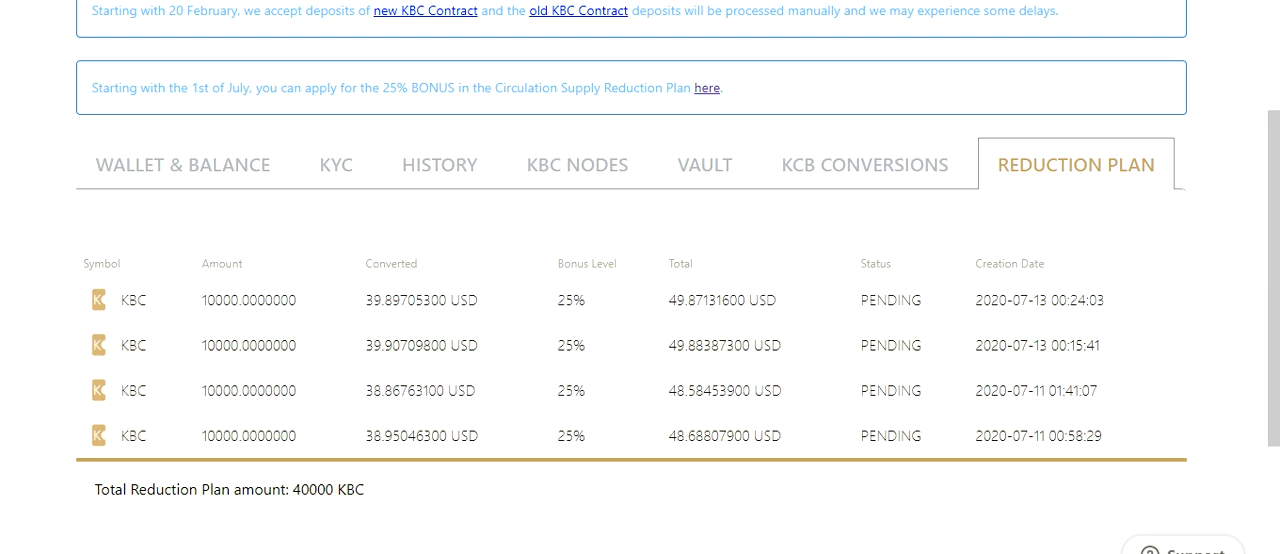 Starting with 20 February, we accept deposits of new KBC Contract and the old KBC Contract deposits will be processed manually and we may experience some delays.
Starting with the 1st of July, you can apply for the 25% BONUS in the Circulation Supply Reduction Plan here.
WALLET & BALANCE KYC HISTORY KBC NODES VAULT KCB CONVERSIONS REDUCTION PLAN
Symbol Amount Converted Bonus Level Total Status Creation Date
KBC 10000.0000000 39.89705300 USD 25% 49.87131600 USD PENDING 2020-07-13 00:24:03
KBC 10000.0000000 39.90709800 USD 25% 49.88387300 USD PENDING 2020-07-13 00:15:41
KBC 10000.0000000 38.86763100 USD 25% 48.58453900 USD PENDING 2020-07-11 01:41:07
KBC 10000.0000000 38.95046300 USD 25% 48.68807900 USD PENDING 2020-07-11 00:58:29
Total Reduction Plan amount: 40000 KBC
Support